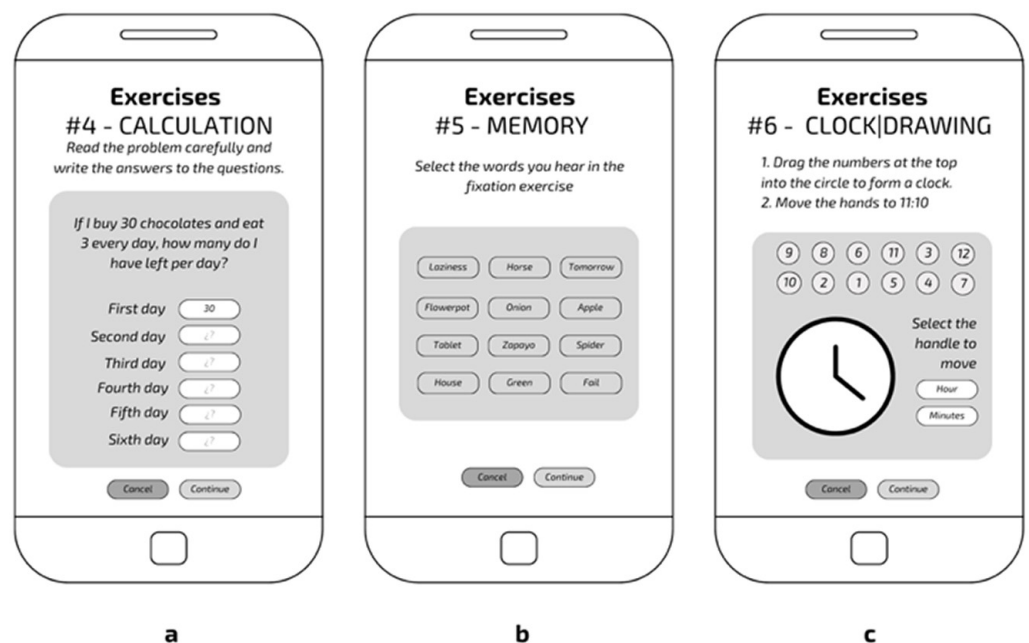 Exercises
#4 - CALCULATION
Read the problem carefully and
write the answers to the questions.
If I buy 30 chocolates and eat
3 every day, how many do I
have left per day?
First day 30
Second day ¿?
Third day ¿?
Fourth day ¿?
Fifth day ¿?
Sixth day ¿?
Cancel Continue
a
Exercises
#5 - MEMORY
Select the words you hear in the
fixation exercise
Laziness Horse Tomorrow
Flowerpot Onion Apple
Tablet Zapayo Spider
House Green Fail
Cancel Continue
b
Exercises
#6 - CLOCK|DRAWING
1. Drag the numbers at the top
into the circle to form a clock.
2. Move the hands to 11:10
9 8 6 11 3 12
10 2 1 5 4 7
Select the
handle to
move
Hour
Minutes
Cancel Continue
c